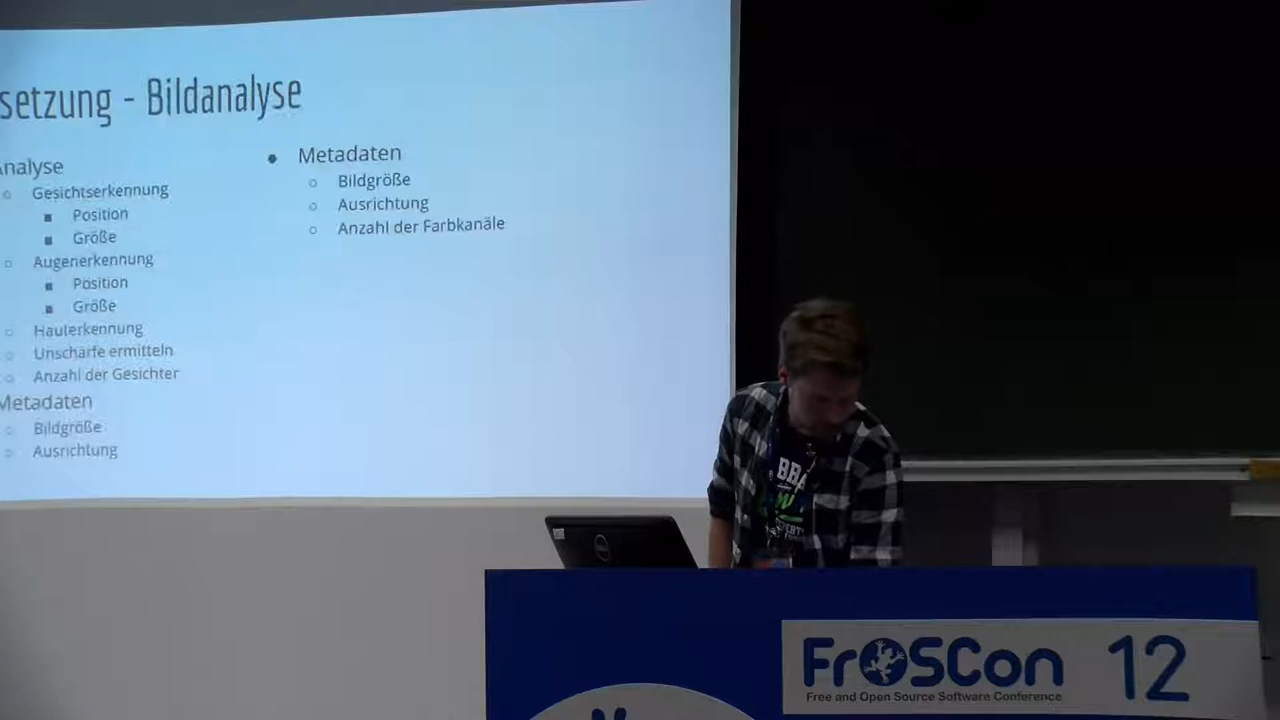 setzung - Bildanalyse
Analyse
Gesichtserkennung
Position
Größe
Augenerkennung
Position
Größe
Hauterkennung
Unschärfe ermitteln
Anzahl der Gesichter
Metadaten
Bildgröße
Ausrichtung
Metadaten
Bildgröße
Ausrichtung
Anzahl der Farbkanäle
FrOSCon 12
Free and Open Source Software Conference